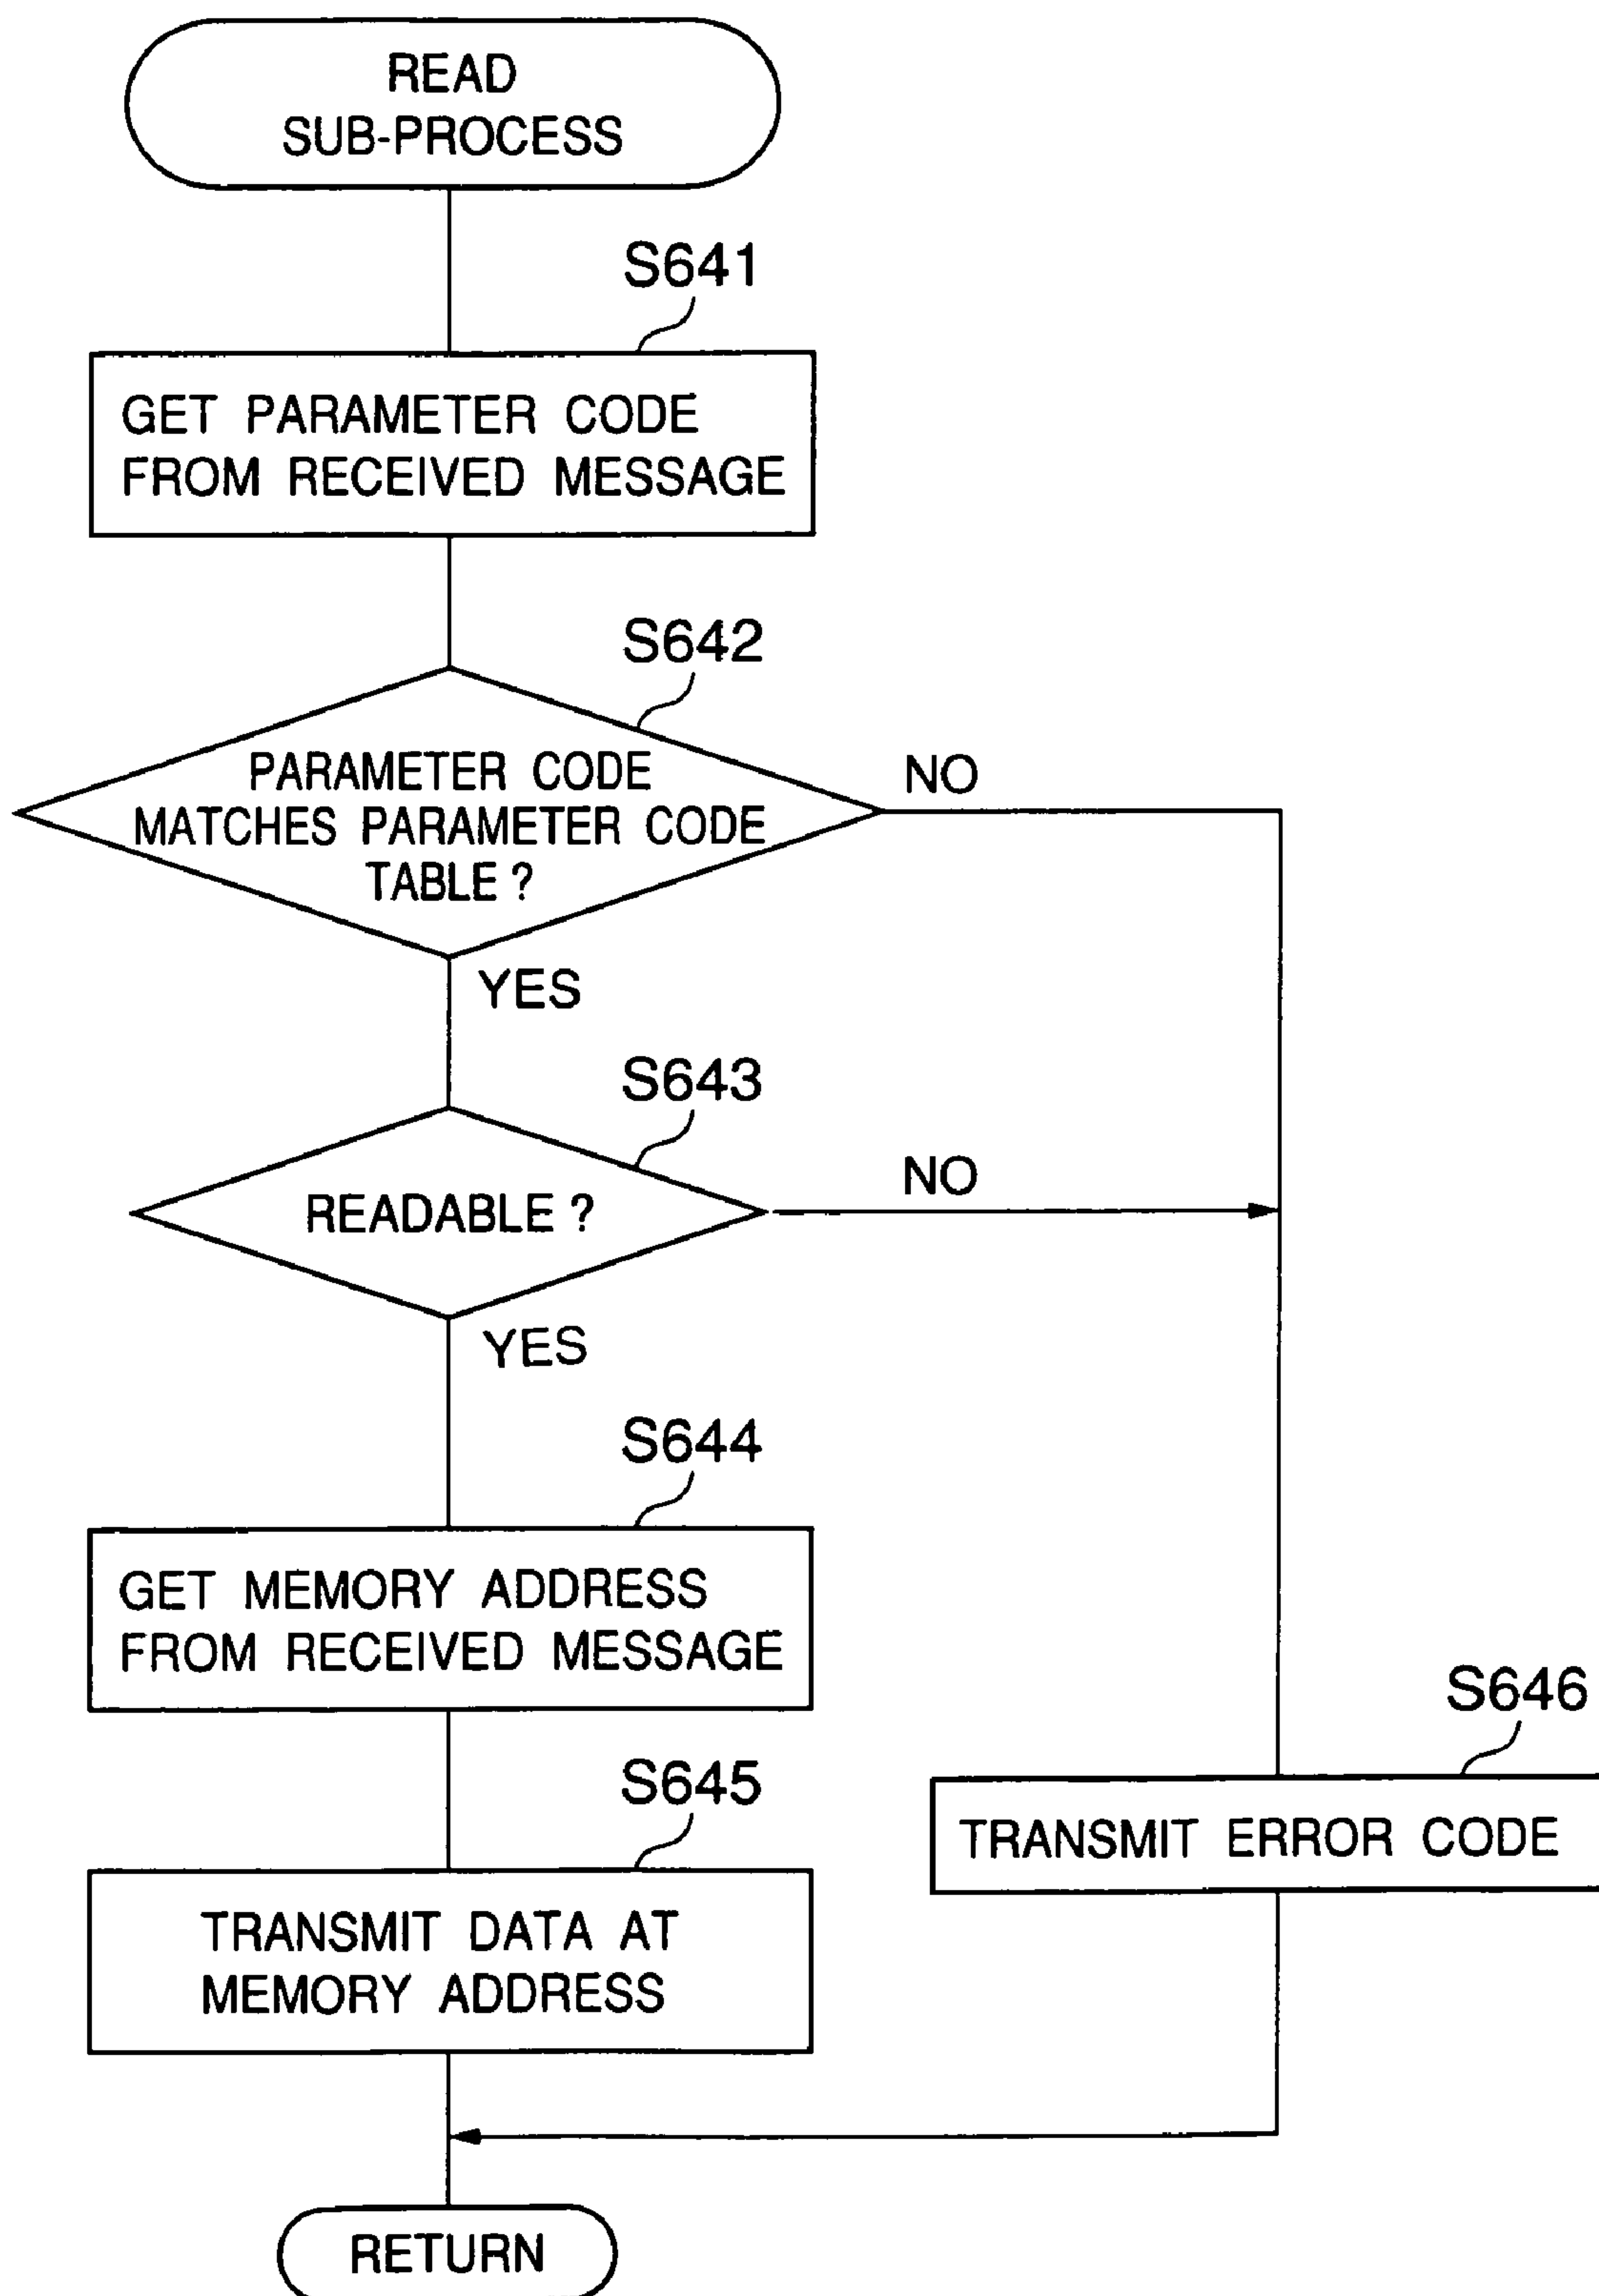 READ
SUB-PROCESS
S641
GET PARAMETER CODE
FROM RECEIVED MESSAGE
S642
PARAMETER CODE
MATCHES PARAMETER CODE
TABLE ?
NO
YES
S643
READABLE ?
NO
YES
S644
GET MEMORY ADDRESS
FROM RECEIVED MESSAGE
S645
TRANSMIT DATA AT
MEMORY ADDRESS
S646
TRANSMIT ERROR CODE
RETURN